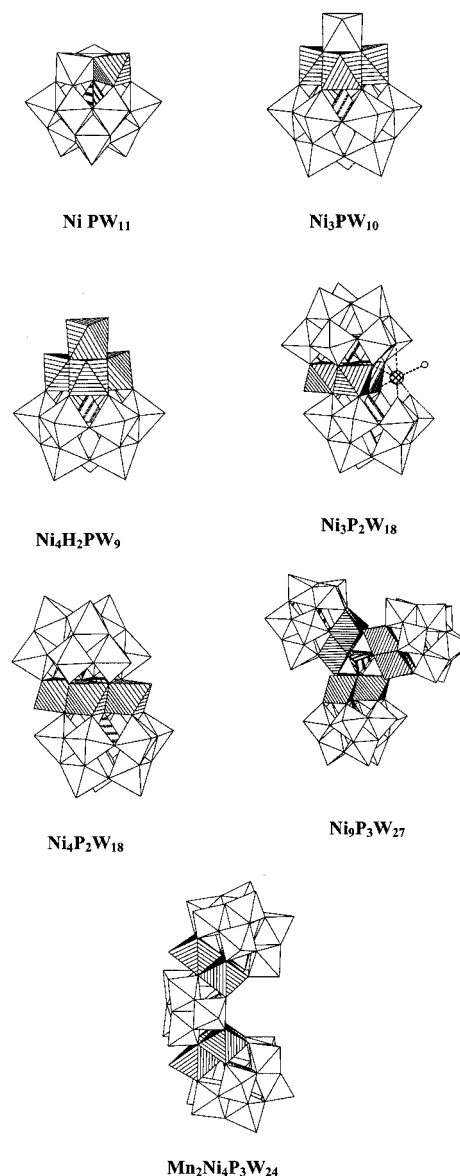 Ni PW₁₁
Ni₃PW₁₀
Ni₄H₂PW₉
Ni₃P₂W₁₈
Ni₄P₂W₁₈
Ni₉P₃W₂₇
Mn₂Ni₄P₃W₂₄